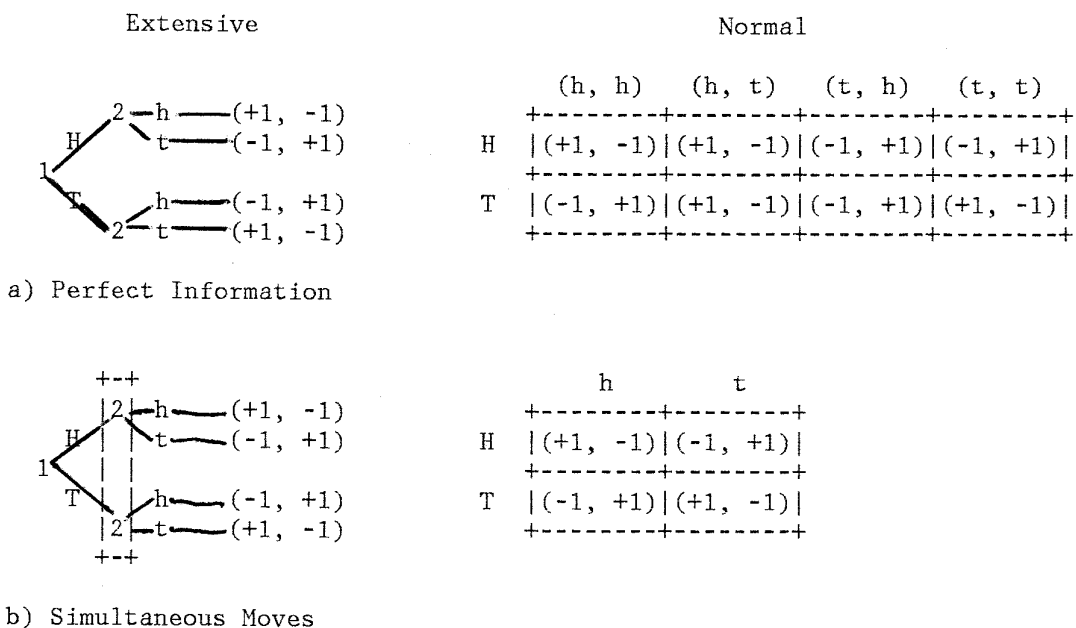 Extensive Normal
(h, h) (h, t) (t, h) (t, t)
2 h (+1, -1) +--------+--------+--------+--------+
H t (-1, +1) H |(+1, -1)|(+1, -1)|(-1, +1)|(-1, +1)|
1 +--------+--------+--------+--------+
T h (-1, +1) T |(-1, +1)|(+1, -1)|(-1, +1)|(+1, -1)|
2 t (+1, -1) +--------+--------+--------+--------+
a) Perfect Information
+-+ h t
|2| h (+1, -1) +--------+--------+
H | | t (-1, +1) H |(+1, -1)|(-1, +1)|
1 | | +--------+--------+
T | | h (-1, +1) T |(-1, +1)|(+1, -1)|
|2| t (+1, -1) +--------+--------+
+-+
b) Simultaneous Moves